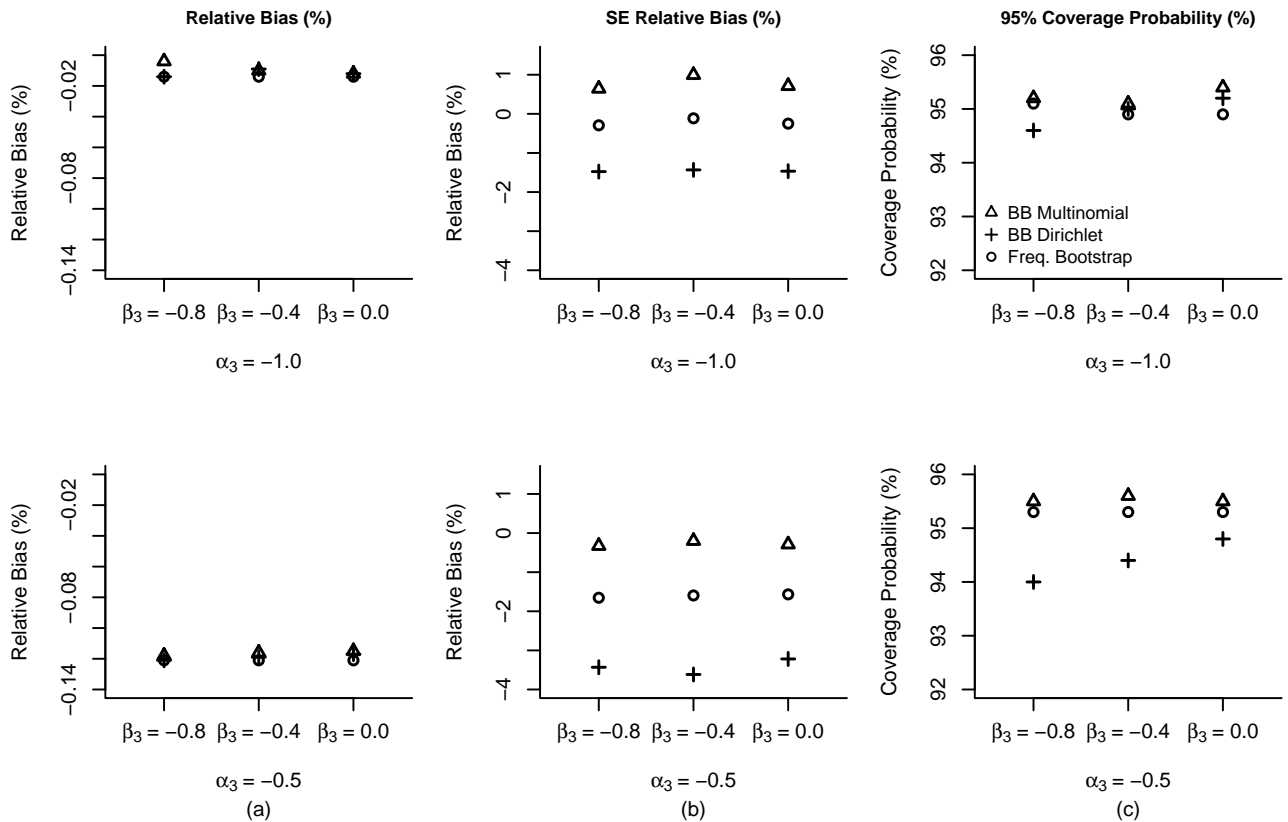 Relative Bias (%)
Relative Bias (%)
−0.02
−0.08
−0.14
β3 = −0.8 β3 = −0.4 β3 = 0.0
α3 = −1.0
SE Relative Bias (%)
Relative Bias (%)
1
0
−2
−4
β3 = −0.8 β3 = −0.4 β3 = 0.0
α3 = −1.0
95% Coverage Probability (%)
Coverage Probability (%)
96
95
94
93
92
BB Multinomial
BB Dirichlet
Freq. Bootstrap
β3 = −0.8 β3 = −0.4 β3 = 0.0
α3 = −1.0
Relative Bias (%)
−0.02
−0.08
−0.14
β3 = −0.8 β3 = −0.4 β3 = 0.0
α3 = −0.5
(a)
Relative Bias (%)
1
0
−2
−4
β3 = −0.8 β3 = −0.4 β3 = 0.0
α3 = −0.5
(b)
Coverage Probability (%)
96
95
94
93
92
β3 = −0.8 β3 = −0.4 β3 = 0.0
α3 = −0.5
(c)